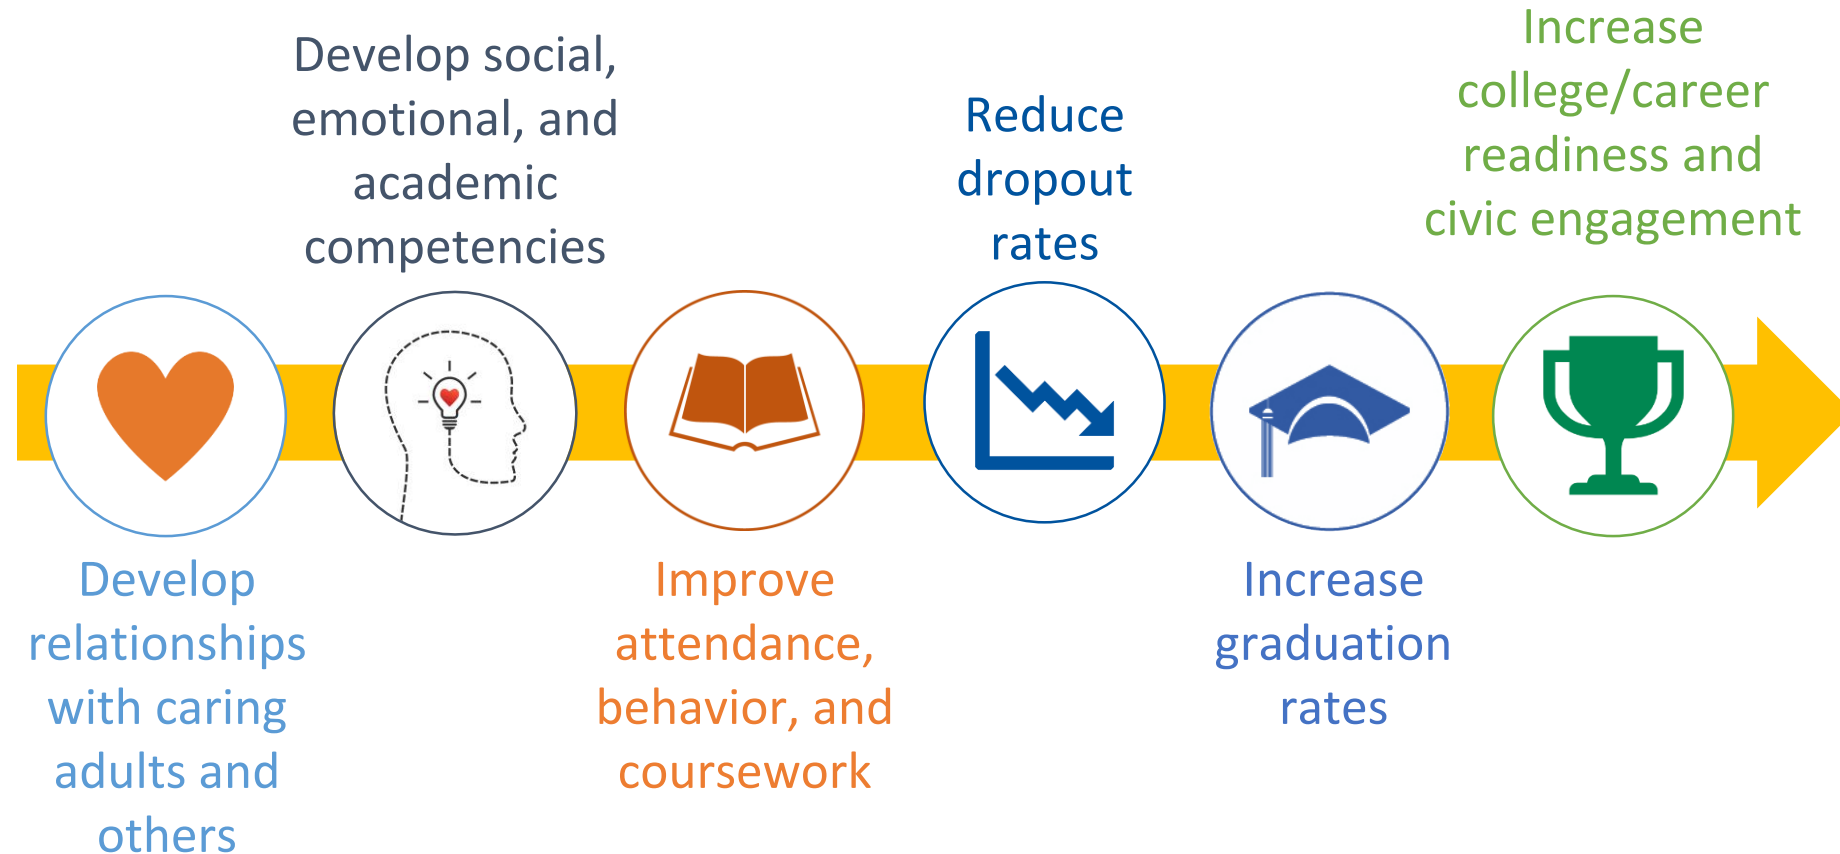 Develop
relationships
with caring
adults and
others
Develop social,
emotional, and
academic
competencies
Improve
attendance,
behavior, and
coursework
Reduce
dropout
rates
Increase
graduation
rates
Increase
college/career
readiness and
civic engagement